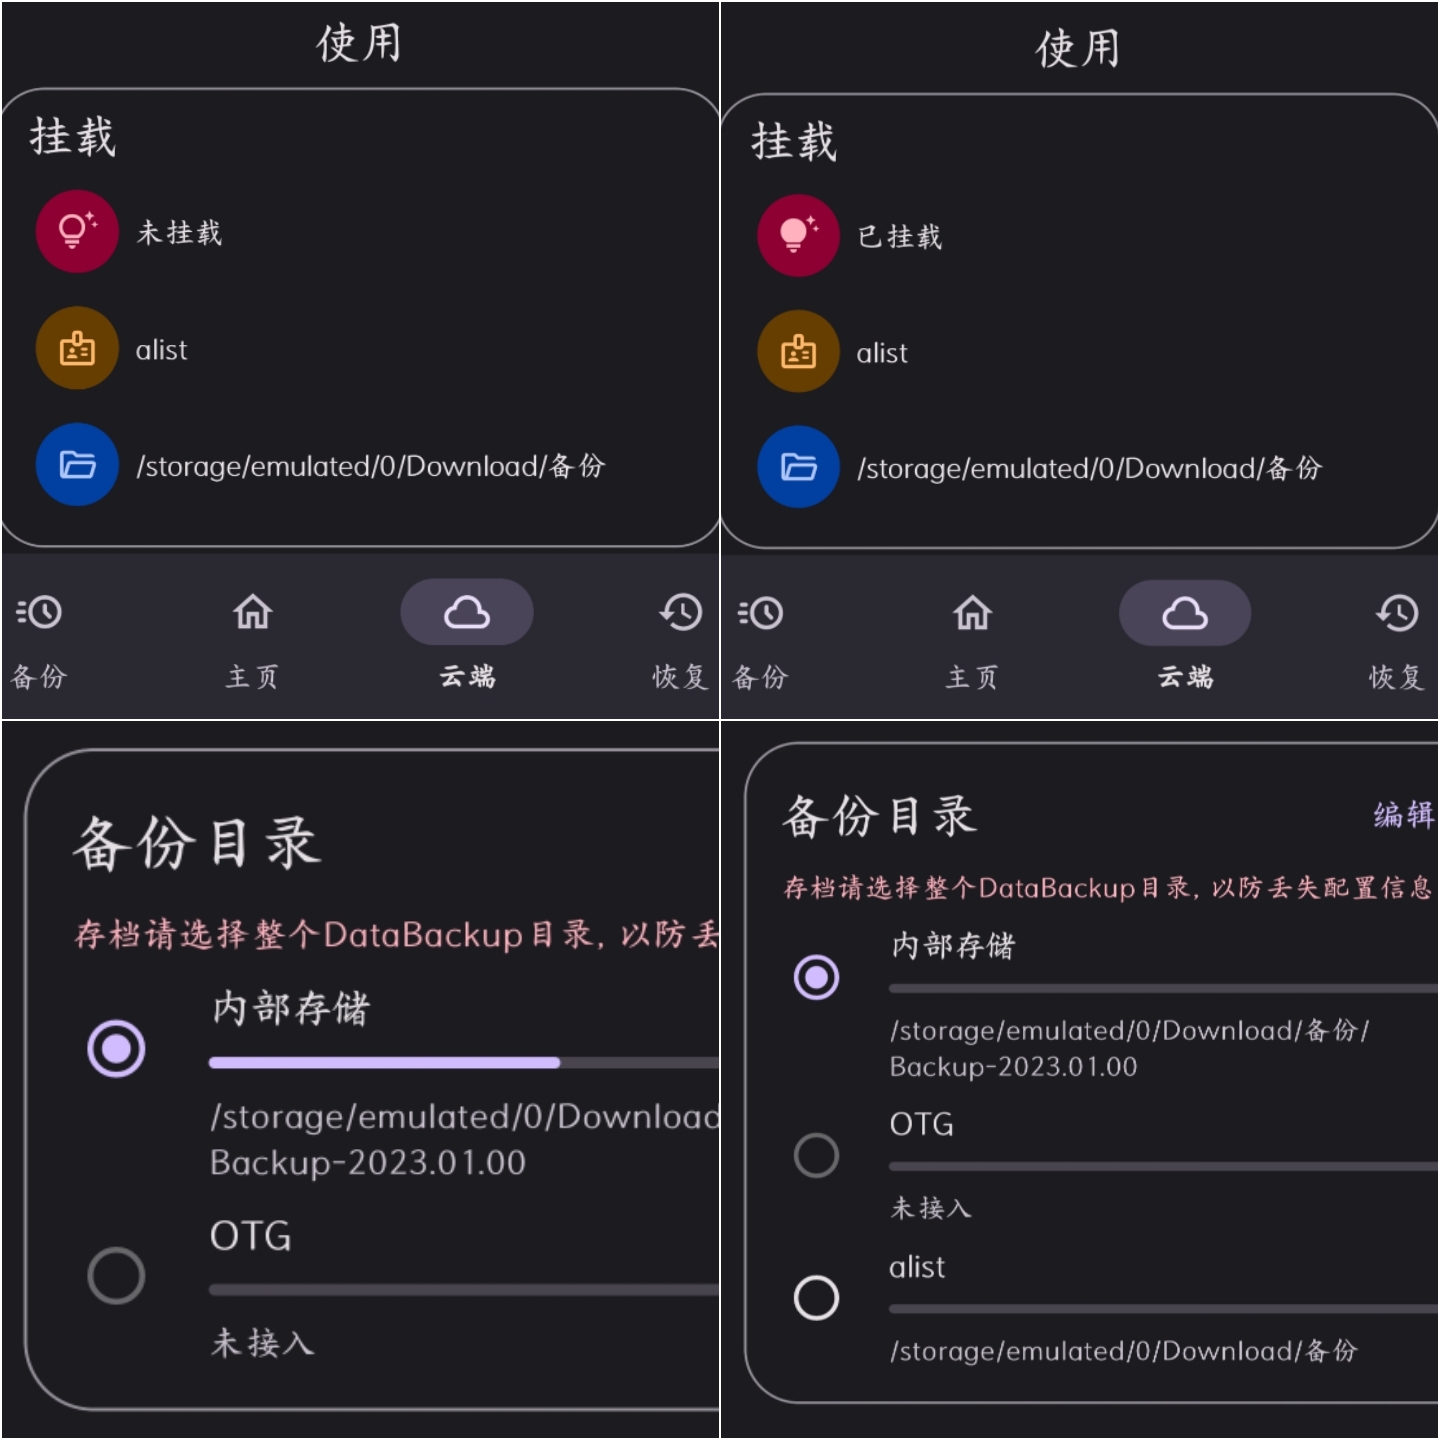 使用
挂载
未挂载
alist
/storage/emulated/0/Download/备份
备份
主页
云端
恢复
使用
挂载
已挂载
alist
/storage/emulated/0/Download/备份
备份
主页
云端
恢复
备份目录
存档请选择整个DataBackup目录, 以防丢
内部存储
/storage/emulated/0/Download
Backup-2023.01.00
OTG
未接入
备份目录
编辑
存档请选择整个DataBackup目录, 以防丢失配置信息
内部存储
/storage/emulated/0/Download/备份/
Backup-2023.01.00
OTG
未接入
alist
/storage/emulated/0/Download/备份